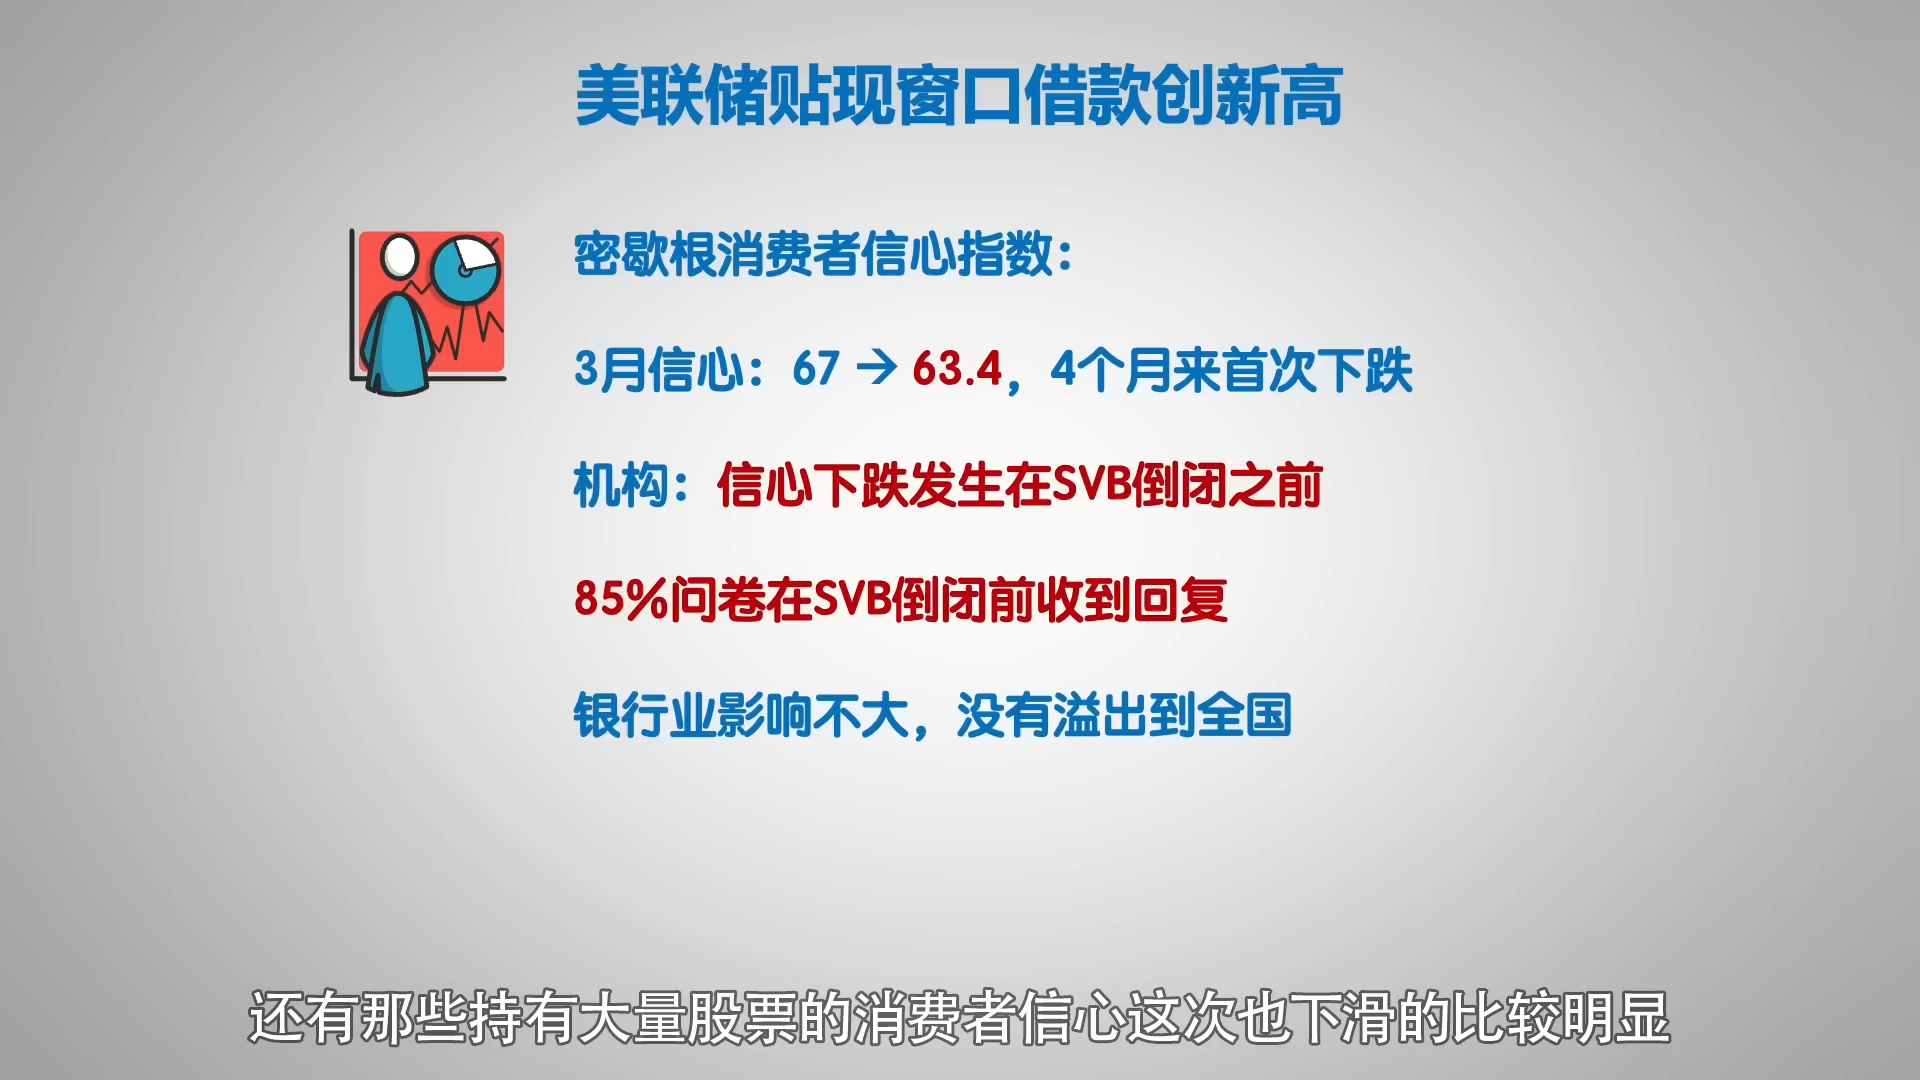 美联储贴现窗口借款创新高
密歇根消费者信心指数：
3月信心：67 → 63.4，4个月来首次下跌
机构：信心下跌发生在SVB倒闭之前
85%问卷在SVB倒闭前收到回复
银行业影响不大，没有溢出到全国
还有那些持有大量股票的消费者信心这次也下滑的比较明显